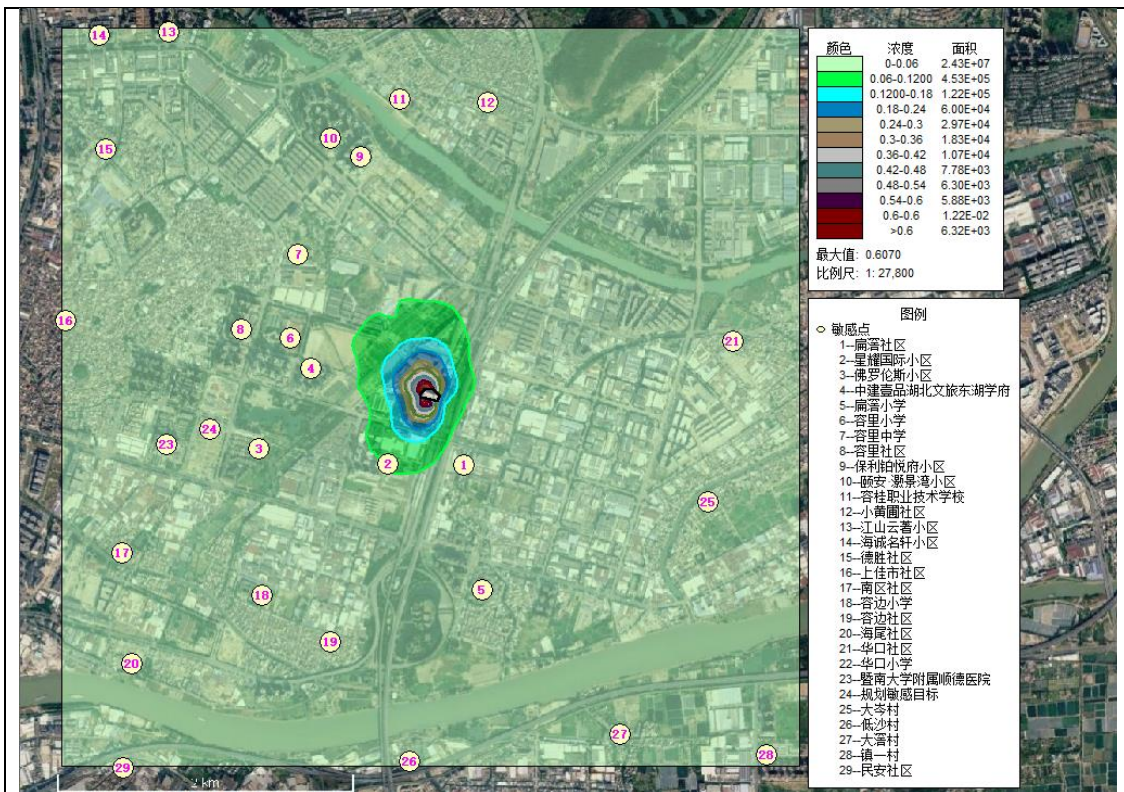 颜色 浓度 面积
0-0.06 2.43E+07
0.06-0.1200 4.53E+05
0.1200-0.18 1.22E+05
0.18-0.24 6.00E+04
0.24-0.3 2.97E+04
0.3-0.36 1.83E+04
0.36-0.42 1.07E+04
0.42-0.48 7.78E+03
0.48-0.54 6.30E+03
0.54-0.6 5.88E+03
0.6-0.6 1.22E-02
>0.6 6.32E+03
最大值: 0.6070
比例尺: 1: 27,800
图例
敏感点
1--扁滘社区
2--星耀国际小区
3--佛罗伦斯小区
4--中建壹品湖北文旅东湖学府
5--扁滘小学
6--容里小学
7--容里中学
8--容里社区
9--保利铂悦府小区
10--颐安·灏景湾小区
11--容桂职业技术学校
12--小黄圃社区
13--江山云著小区
14--海诚名轩小区
15--德胜社区
16--上佳市社区
17--南区社区
18--容边小学
19--容边社区
20--海尾社区
21--华口社区
22--华口小学
23--暨南大学附属顺德医院
24--规划敏感目标
25--大岑村
26--低沙村
27--大滘村
28--镇一村
29--民安社区
14
13
11
12
10
9
15
7
16
8
6
21
4
24
23
3
2
1
25
17
5
18
19
20
27
28
26
29
2 km